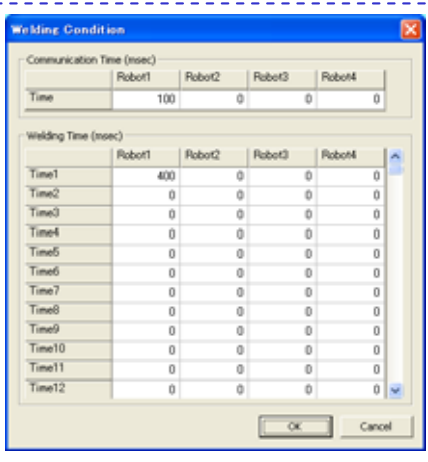 Welding Condition
Communication Time (msec)
Robot1 Robot2 Robot3 Robot4
Time 100 0 0 0
Welding Time (msec)
Robot1 Robot2 Robot3 Robot4
Time1 400 0 0 0
Time2 0 0 0 0
Time3 0 0 0 0
Time4 0 0 0 0
Time5 0 0 0 0
Time6 0 0 0 0
Time7 0 0 0 0
Time8 0 0 0 0
Time9 0 0 0 0
Time10 0 0 0 0
Time11 0 0 0 0
Time12 0 0 0 0
OK Cancel